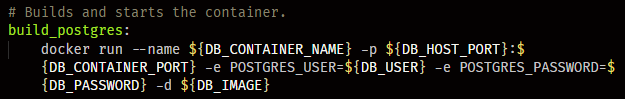 # Builds and starts the container.
build_postgres:
docker run --name ${DB_CONTAINER_NAME} -p ${DB_HOST_PORT}:$
{DB_CONTAINER_PORT} -e POSTGRES_USER=${DB_USER} -e POSTGRES_PASSWORD=$
{DB_PASSWORD} -d ${DB_IMAGE}